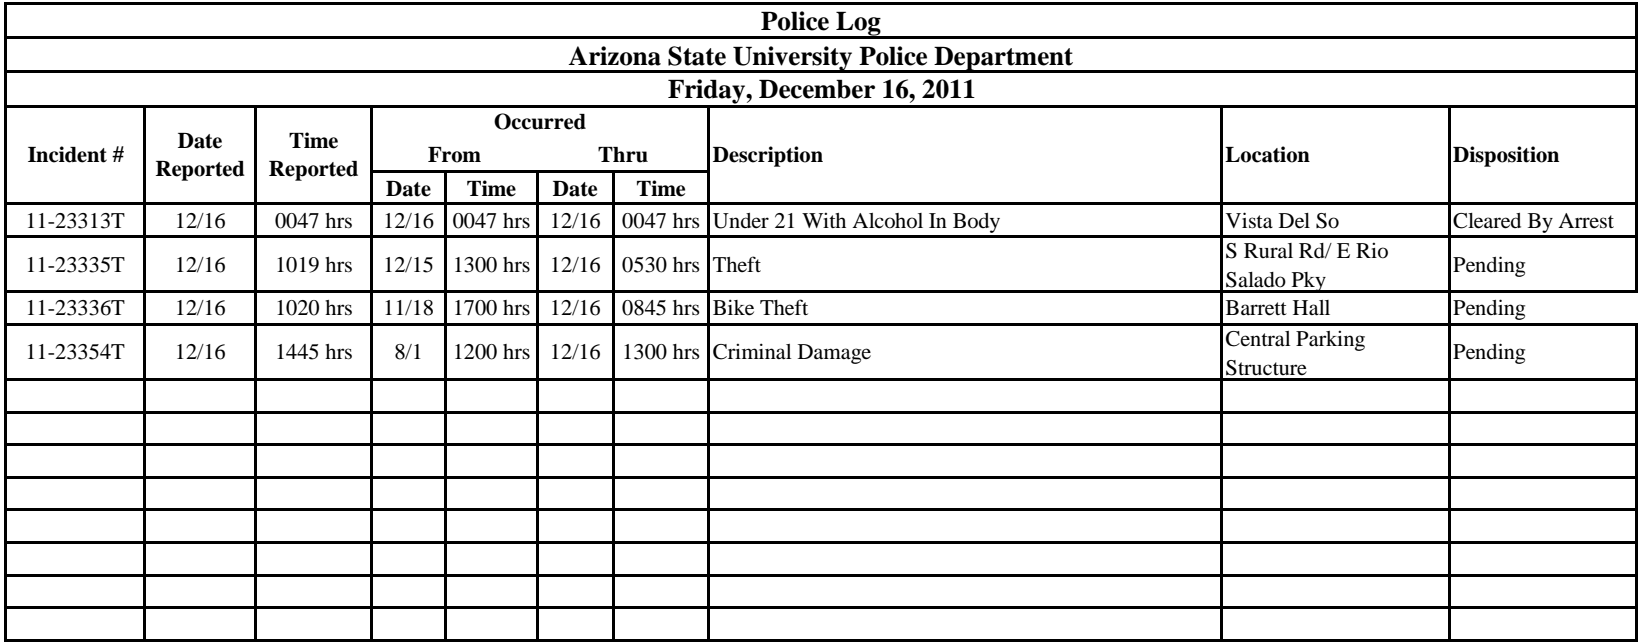 Police Log
Arizona State University Police Department
Friday, December 16, 2011
Incident # Date Reported Time Reported Occurred From Thru Description Location Disposition
Date Time Date Time
11-23313T 12/16 0047 hrs 12/16 0047 hrs 12/16 0047 hrs Under 21 With Alcohol In Body Vista Del So Cleared By Arrest
11-23335T 12/16 1019 hrs 12/15 1300 hrs 12/16 0530 hrs Theft S Rural Rd/ E Rio Salado Pky Pending
11-23336T 12/16 1020 hrs 11/18 1700 hrs 12/16 0845 hrs Bike Theft Barrett Hall Pending
11-23354T 12/16 1445 hrs 8/1 1200 hrs 12/16 1300 hrs Criminal Damage Central Parking Structure Pending